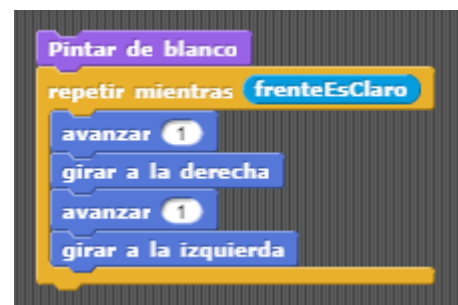 Pintar de blanco
repetir mientras frenteEsClaro
avanzar 1
girar a la derecha
avanzar 1
girar a la izquierda